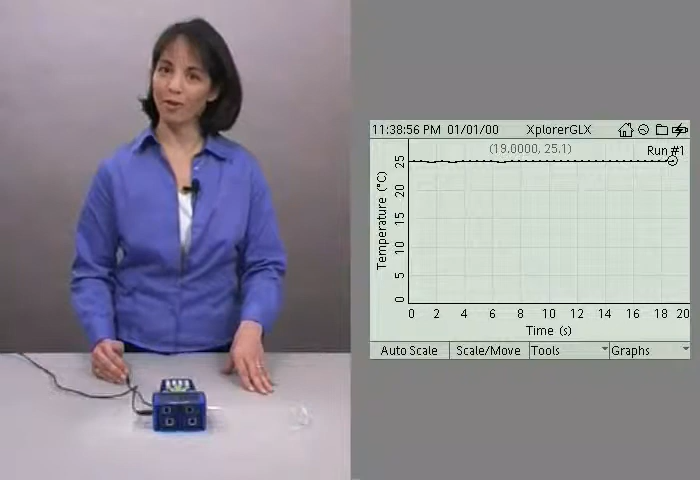 11:38:56 PM 01/01/00 XplorerGLX
(19.0000, 25.1) Run #1
Temperature (°C)
25
20
15
10
5
0
0 2 4 6 8 10 12 14 16 18 20
Time (s)
Auto Scale Scale/Move Tools Graphs